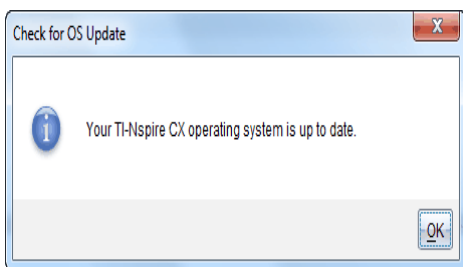 Check for OS Update
Your TI-Nspire CX operating system is up to date.
OK